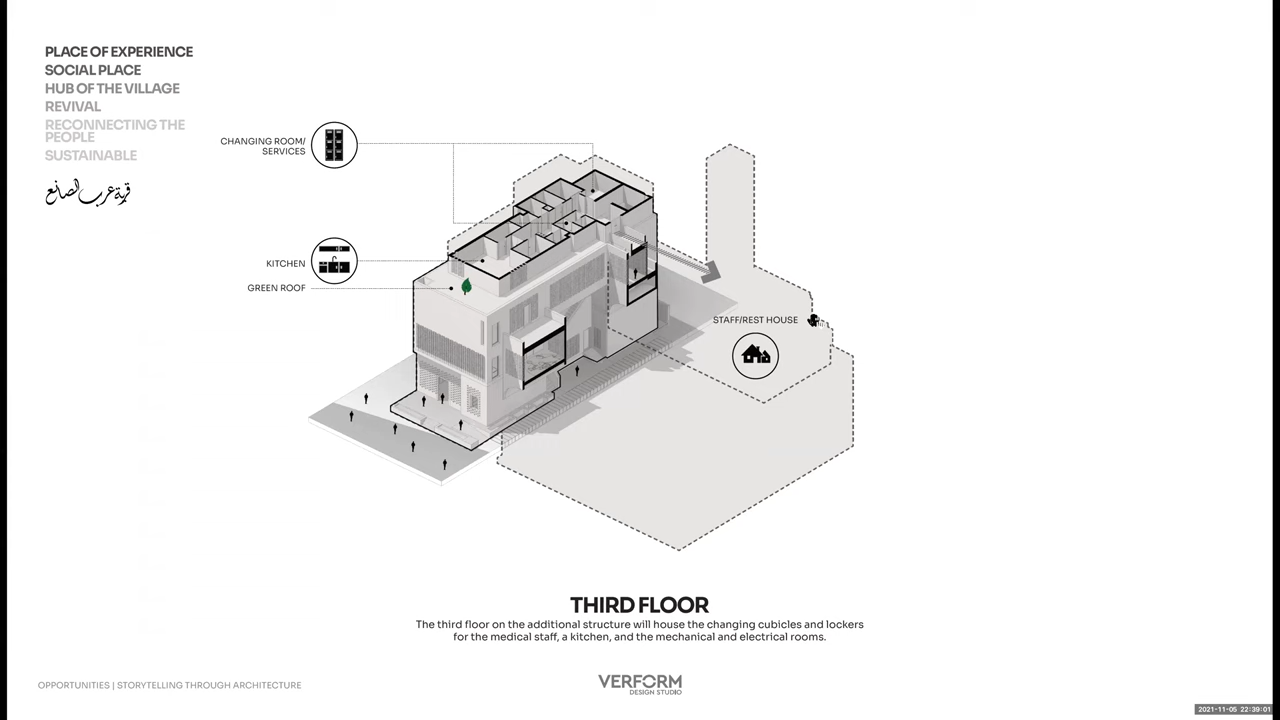 PLACE OF EXPERIENCE
SOCIAL PLACE
HUB OF THE VILLAGE
REVIVAL
RECONNECTING THE
PEOPLE
SUSTAINABLE
قرية عرب الصانع
CHANGING ROOM/
SERVICES
KITCHEN
GREEN ROOF
STAFF/REST HOUSE
THIRD FLOOR
The third floor on the additional structure will house the changing cubicles and lockers
for the medical staff, a kitchen, and the mechanical and electrical rooms.
OPPORTUNITIES | STORYTELLING THROUGH ARCHITECTURE
VERFORM
DESIGN STUDIO
2021-11-05 22:39:01